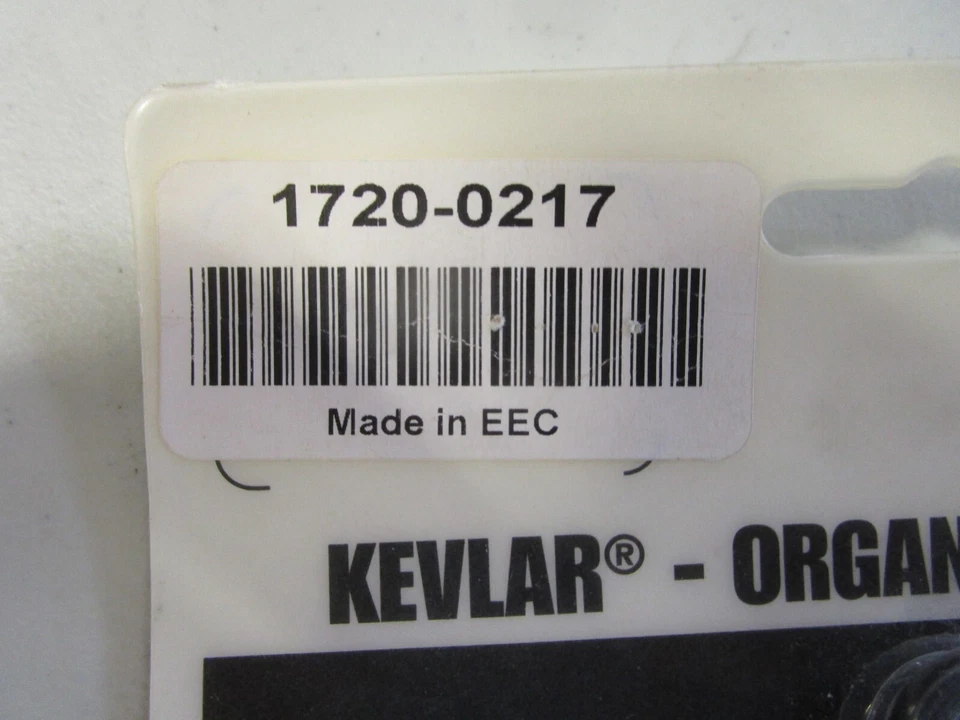 1720-0217
Made in EEC
KEVLAR® - ORGAN